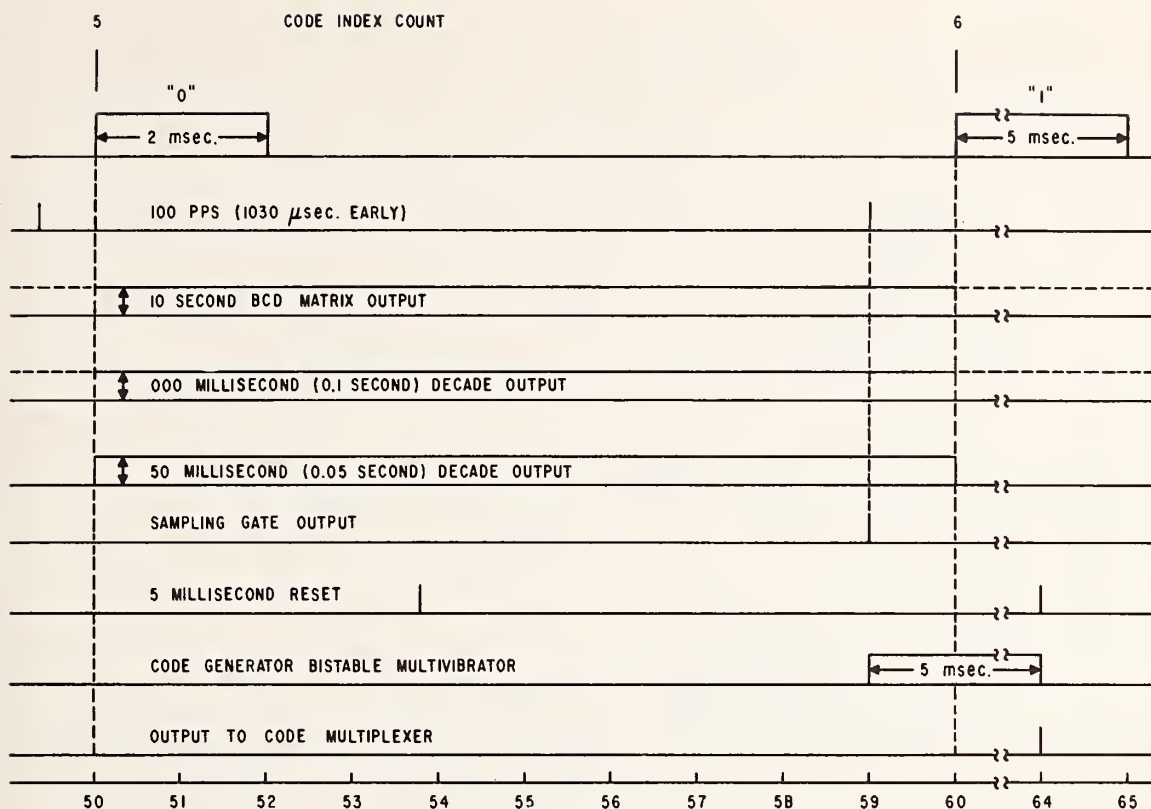 5 CODE INDEX COUNT 6
"0" "1"
2 msec. 5 msec.
100 PPS (1030 μsec. EARLY)
10 SECOND BCD MATRIX OUTPUT
000 MILLISECOND (0.1 SECOND) DECADE OUTPUT
50 MILLISECOND (0.05 SECOND) DECADE OUTPUT
SAMPLING GATE OUTPUT
5 MILLISECOND RESET
CODE GENERATOR BISTABLE MULTIVIBRATOR 5 msec.
OUTPUT TO CODE MULTIPLEXER
50 51 52 53 54 55 56 57 58 59 60 64 65